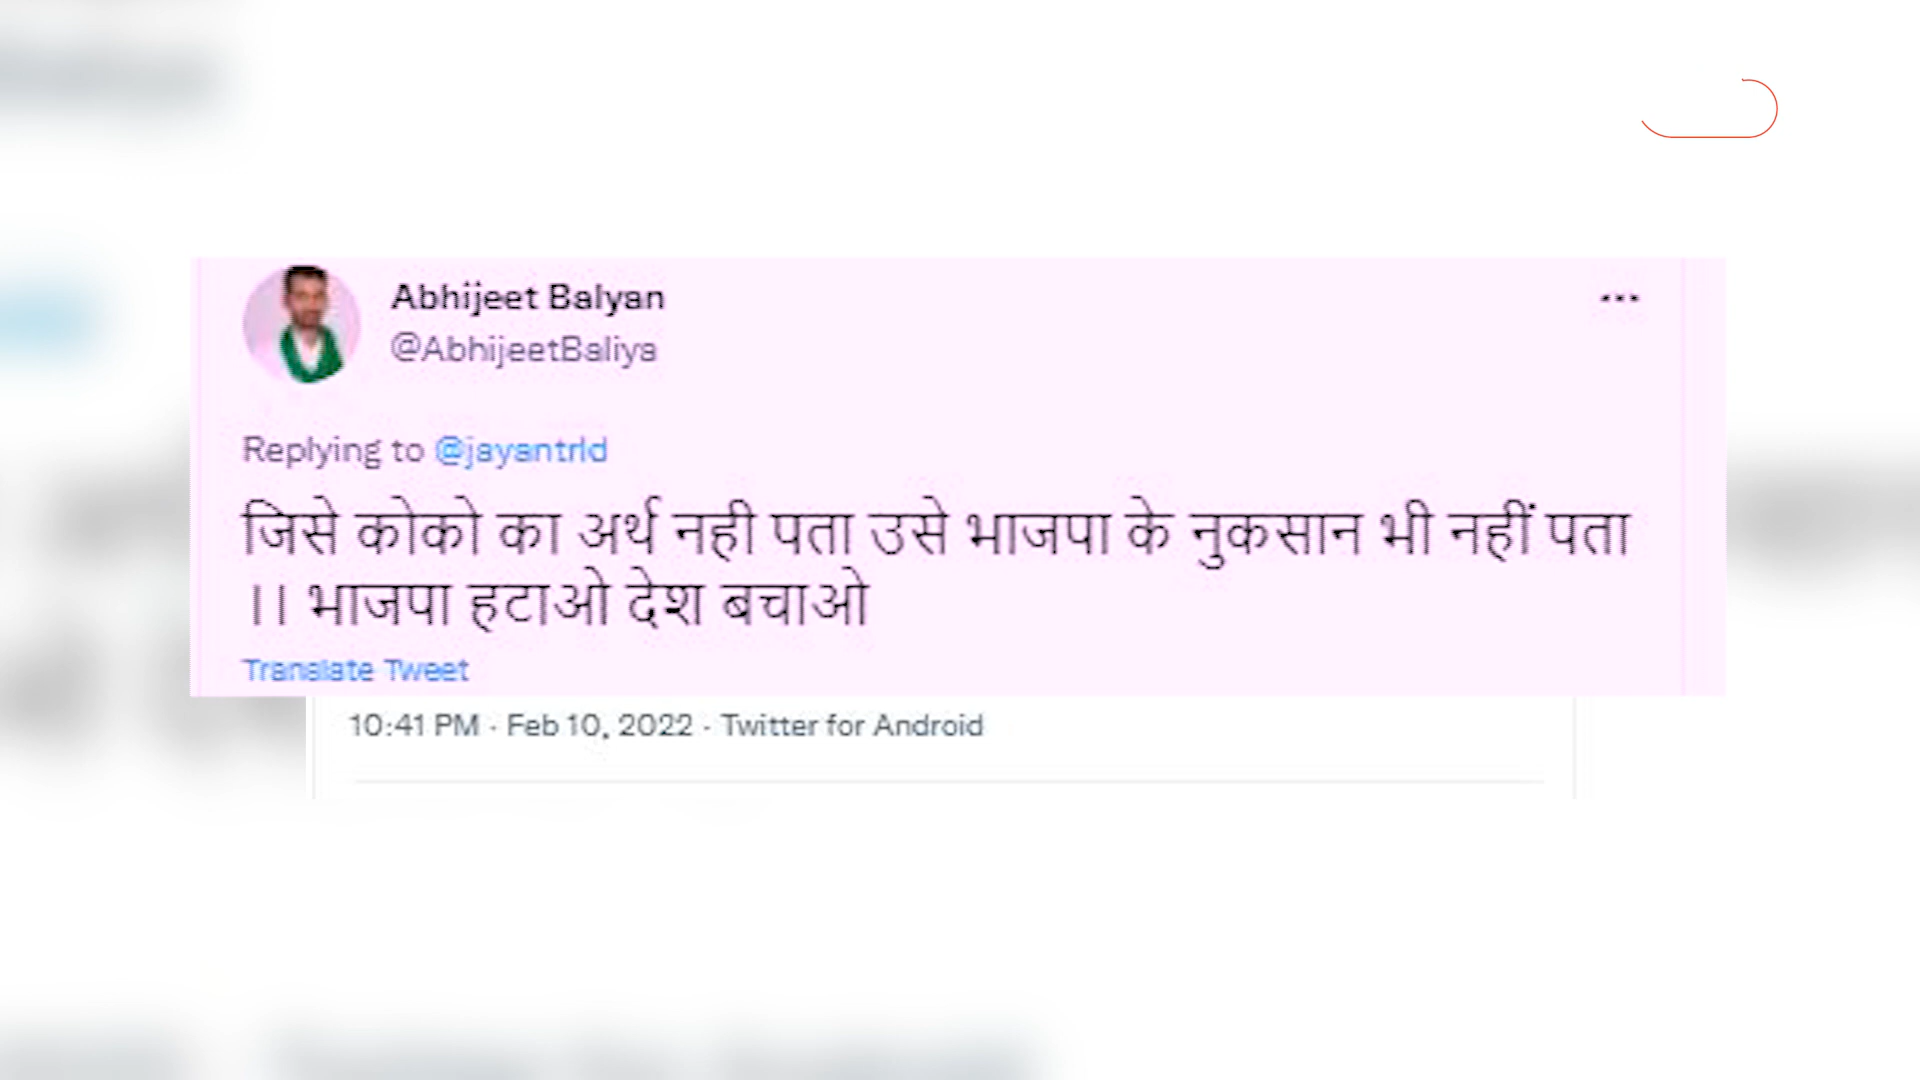 Abhijeet Balyan
@AbhijeetBaliya
Replying to @jayantrld
जिसे कोको का अर्थ नही पता उसे भाजपा के नुकसान भी नहीं पता
।। भाजपा हटाओ देश बचाओ
Translate Tweet
10:41 PM · Feb 10, 2022 · Twitter for Android